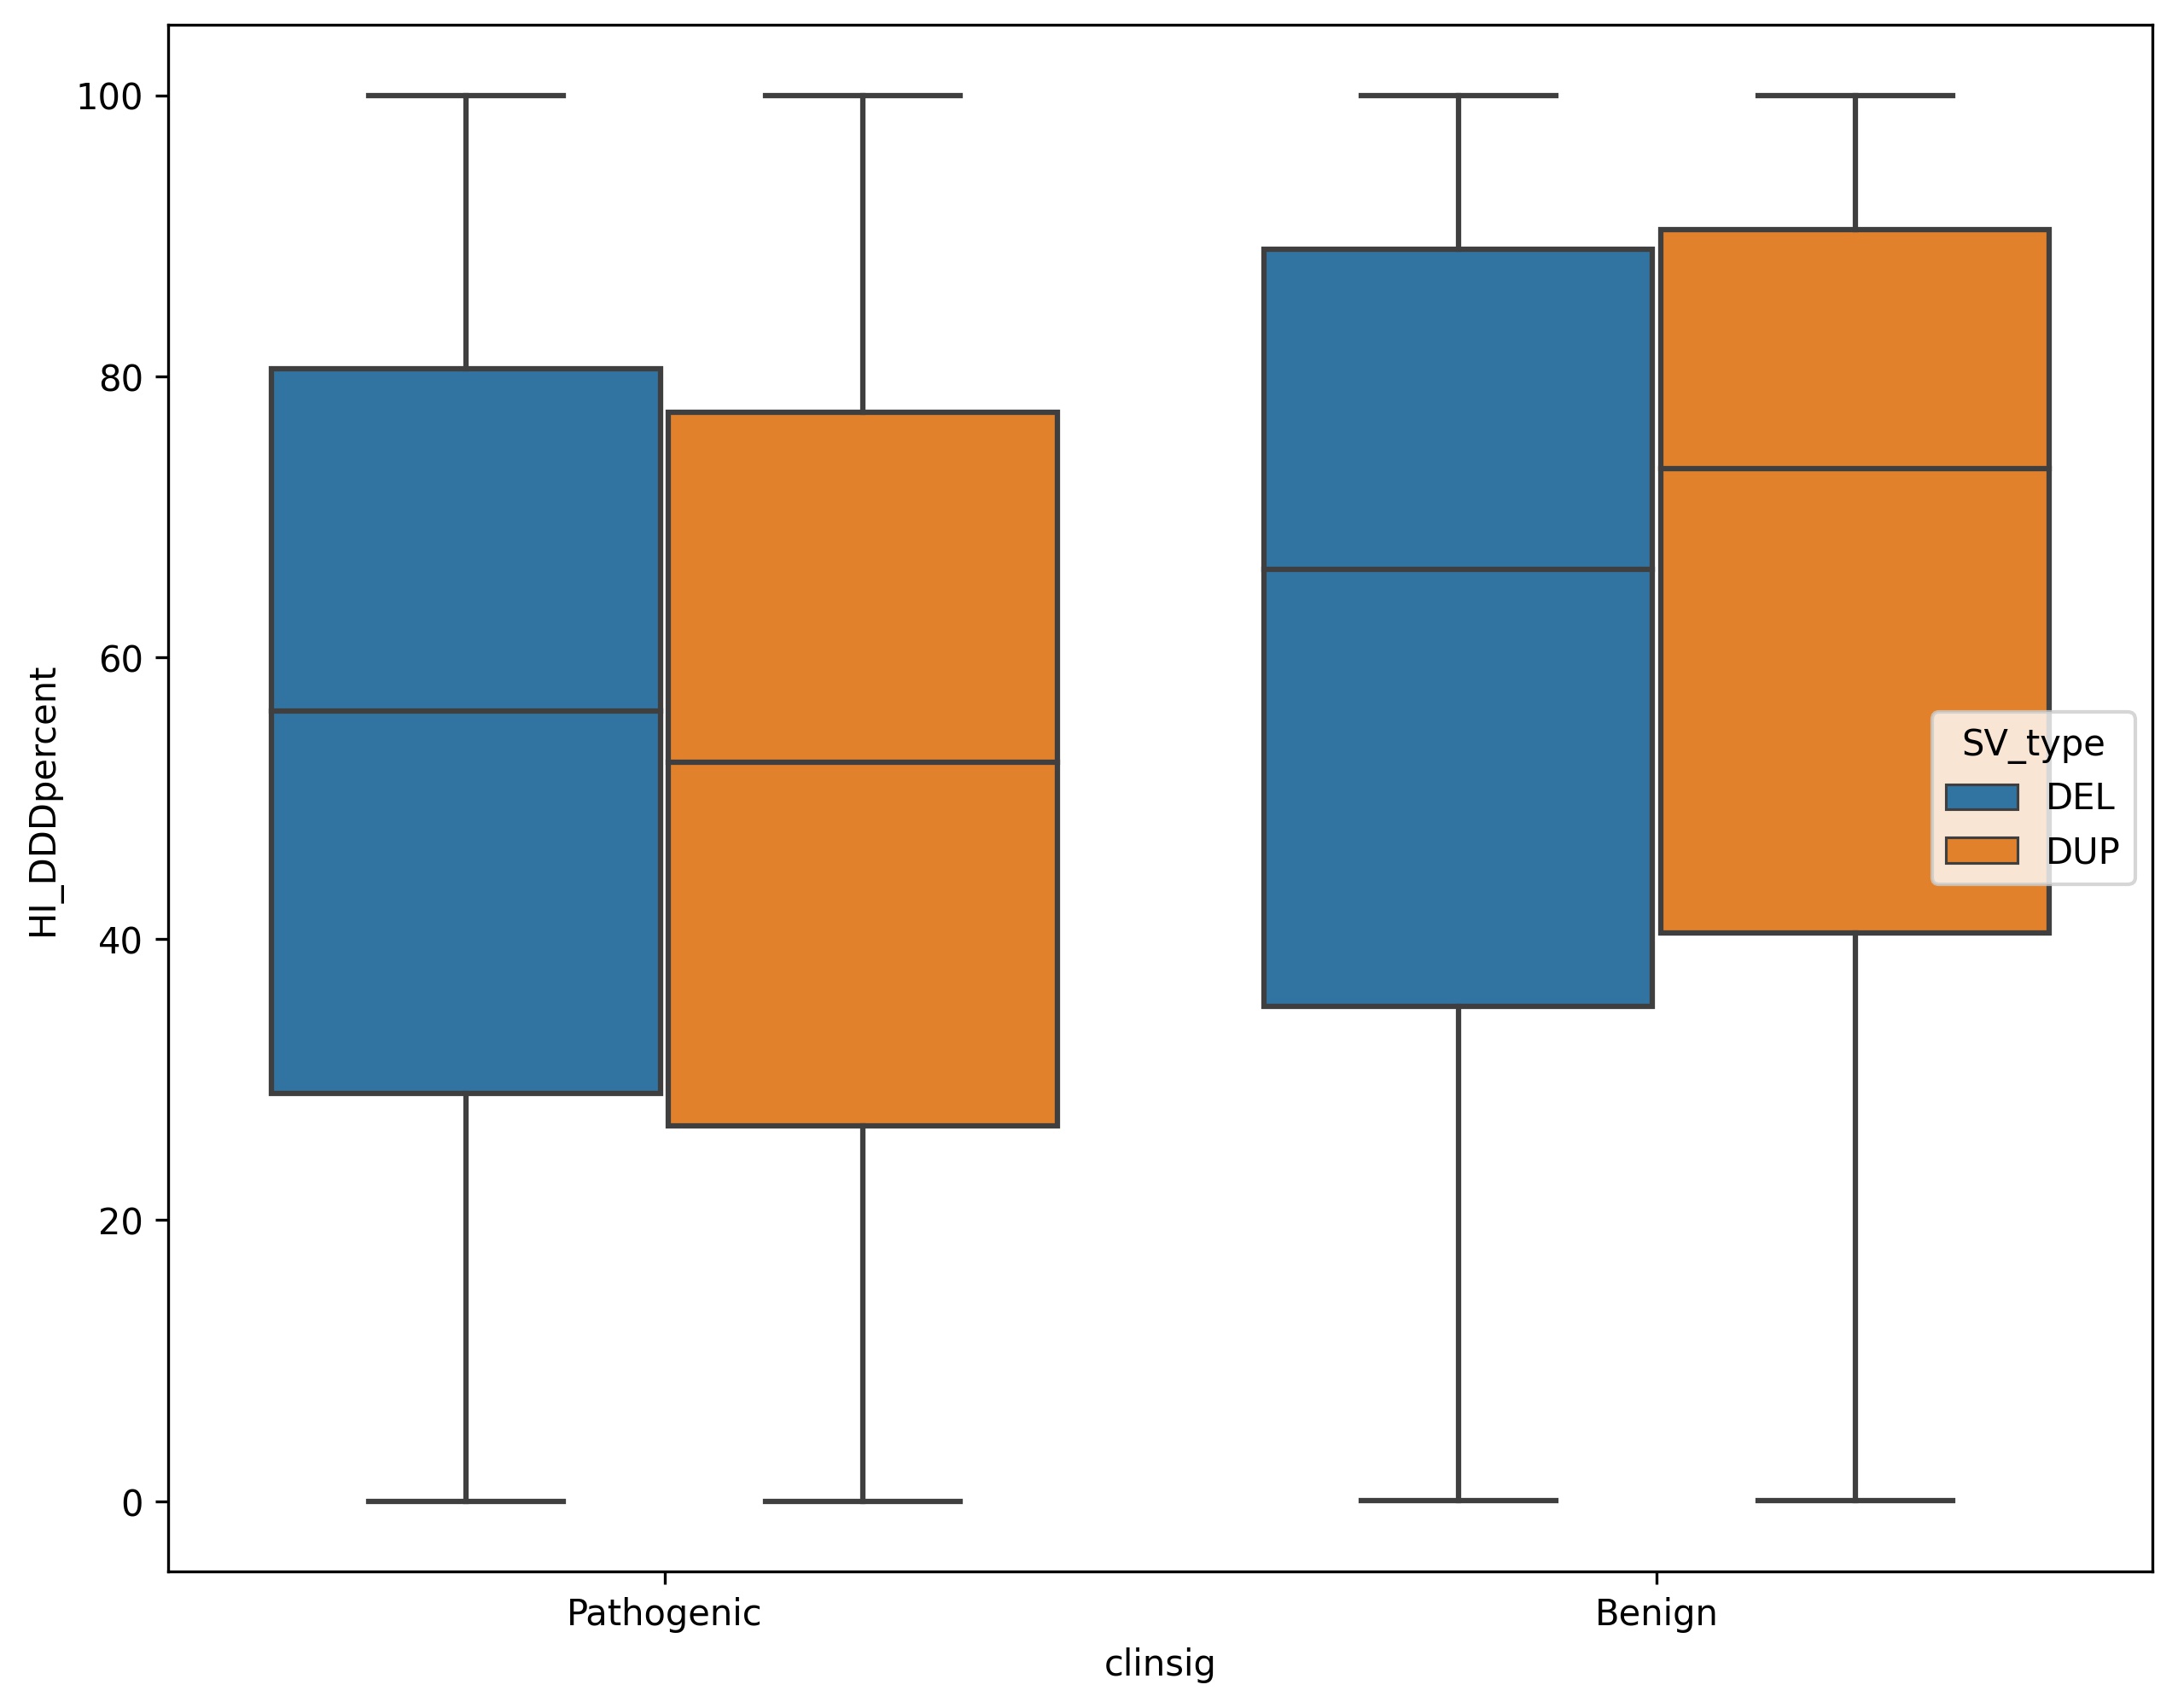 100
80
60
40
20
0
HI_DDDpercent
SV_type
DEL
DUP
Pathogenic
Benign
clinsig